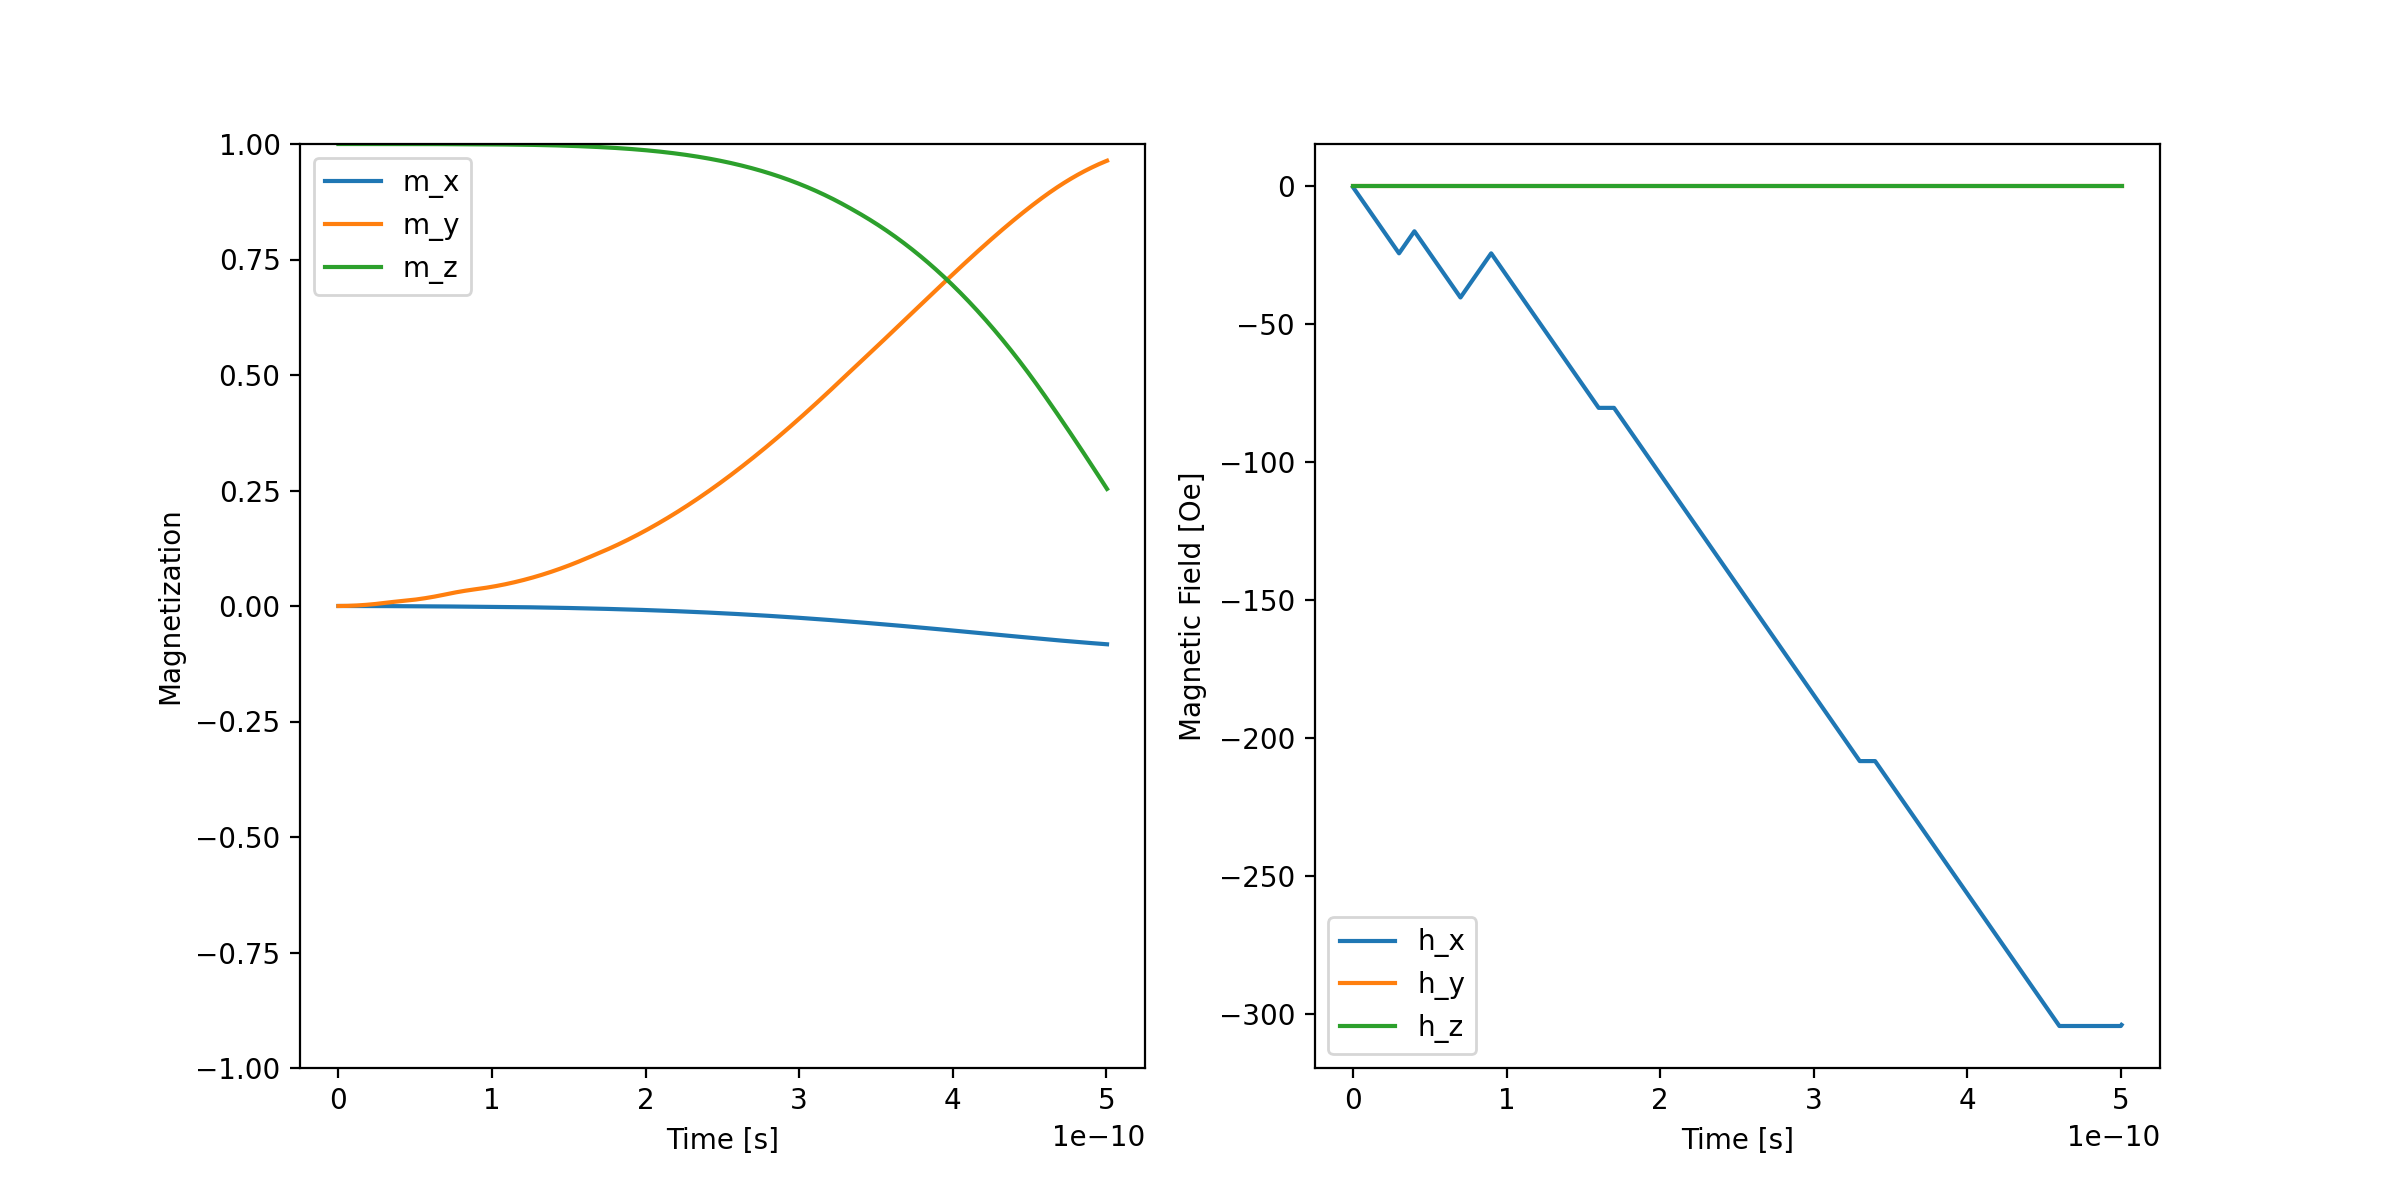 1.00
0.75
0.50
0.25
0.00
−0.25
−0.50
−0.75
−1.00
Magnetization
m_x
m_y
m_z
0 1 2 3 4 5
1e−10
Time [s]
0
−50
−100
−150
−200
−250
−300
Magnetic Field [Oe]
h_x
h_y
h_z
0 1 2 3 4 5
1e−10
Time [s]